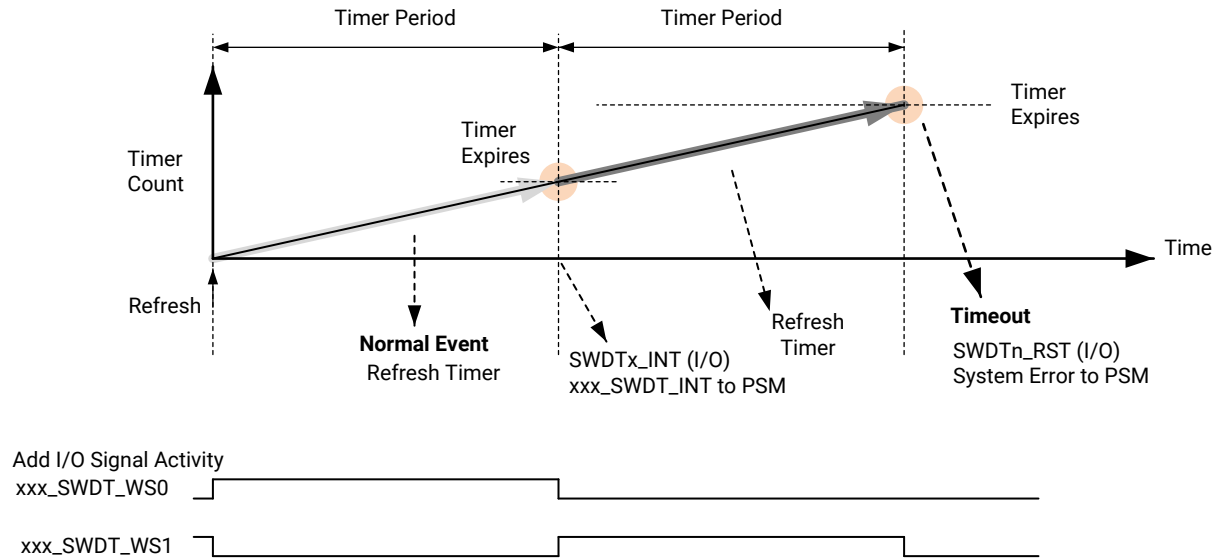 Timer Period
Timer Period
Timer
Expires
Timer
Expires
Timer
Count
Time
Refresh
Normal Event
Refresh Timer
SWDTx_INT (I/O)
xxx_SWDT_INT to PSM
Refresh
Timer
Timeout
SWDTn_RST (I/O)
System Error to PSM
Add I/O Signal Activity
xxx_SWDT_WS0
xxx_SWDT_WS1